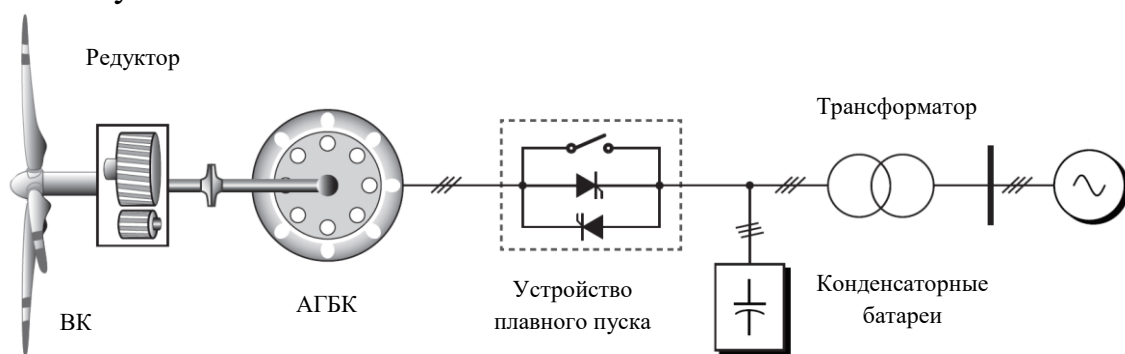 Редуктор
Трансформатор
ВК
АГБК
Устройство
плавного пуска
Конденсаторные
батареи